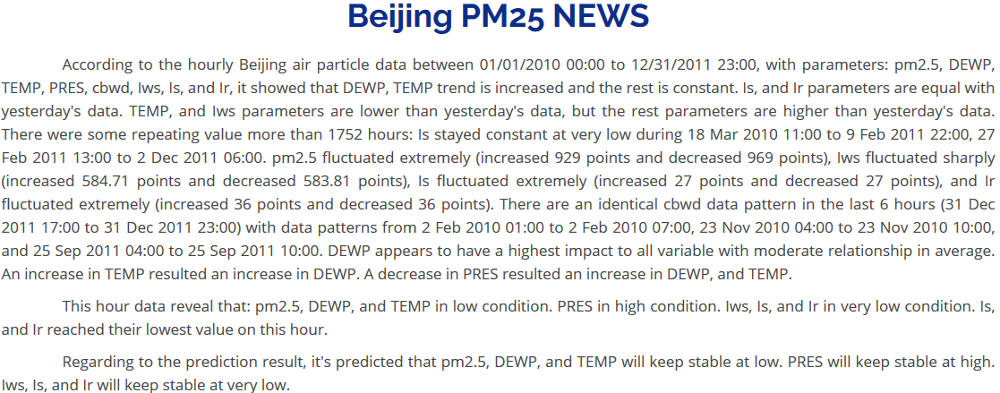 Beijing PM25 NEWS
According to the hourly Beijing air particle data between 01/01/2010 00:00 to 12/31/2011 23:00, with parameters: pm2.5, DEWP,
TEMP, PRES, cbwd, Iws, Is, and Ir, it showed that DEWP, TEMP trend is increased and the rest is constant. Is, and Ir parameters are equal with
yesterday's data. TEMP, and Iws parameters are lower than yesterday's data, but the rest parameters are higher than yesterday's data.
There were some repeating value more than 1752 hours: Is stayed constant at very low during 18 Mar 2010 11:00 to 9 Feb 2011 22:00, 27
Feb 2011 13:00 to 2 Dec 2011 06:00. pm2.5 fluctuated extremely (increased 929 points and decreased 969 points), Iws fluctuated sharply
(increased 584.71 points and decreased 583.81 points), Is fluctuated extremely (increased 27 points and decreased 27 points), and Ir
fluctuated extremely (increased 36 points and decreased 36 points). There are an identical cbwd data pattern in the last 6 hours (31 Dec
2011 17:00 to 31 Dec 2011 23:00) with data patterns from 2 Feb 2010 01:00 to 2 Feb 2010 07:00, 23 Nov 2010 04:00 to 23 Nov 2010 10:00,
and 25 Sep 2011 04:00 to 25 Sep 2011 10:00. DEWP appears to have a highest impact to all variable with moderate relationship in average.
An increase in TEMP resulted an increase in DEWP. A decrease in PRES resulted an increase in DEWP, and TEMP.
This hour data reveal that: pm2.5, DEWP, and TEMP in low condition. PRES in high condition. Iws, Is, and Ir in very low condition. Is,
and Ir reached their lowest value on this hour.
Regarding to the prediction result, it's predicted that pm2.5, DEWP, and TEMP will keep stable at low. PRES will keep stable at high.
Iws, Is, and Ir will keep stable at very low.